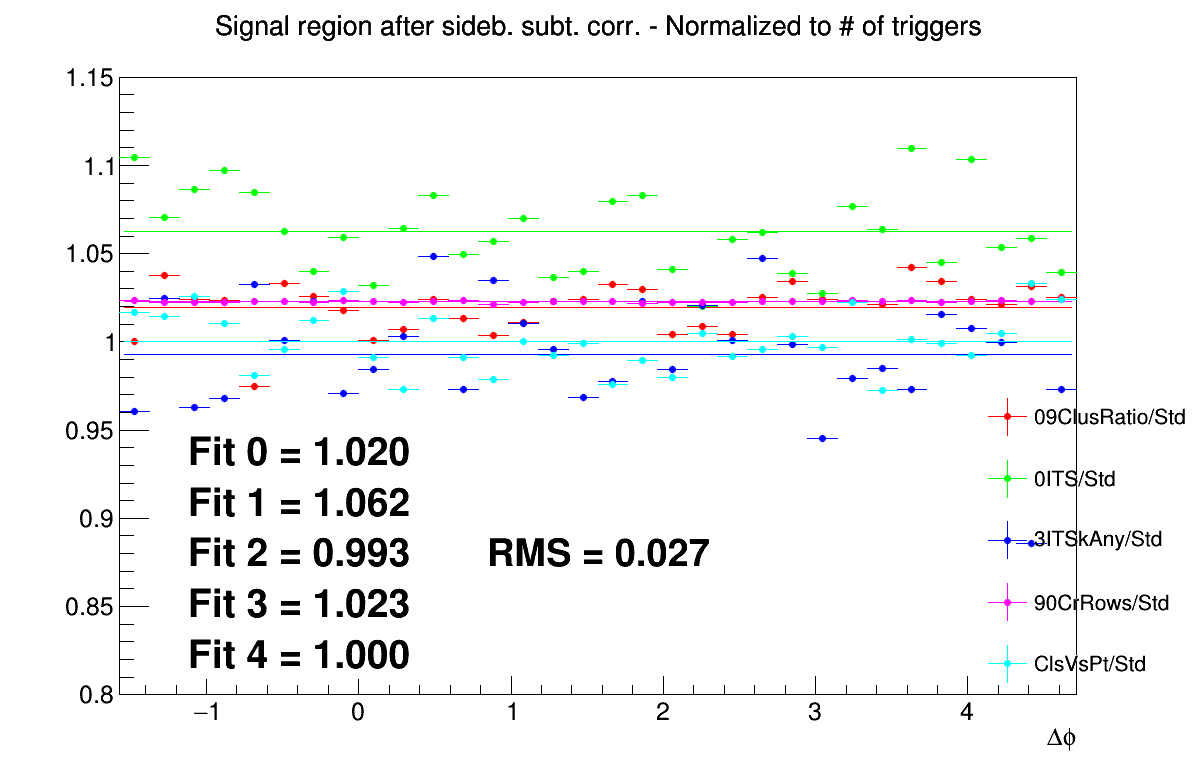 Signal region after sideb. subt. corr. - Normalized to # of triggers
1.15
1.1
1.05
1
0.95
0.9
0.85
0.8
Fit 0 = 1.020
Fit 1 = 1.062
Fit 2 = 0.993
RMS = 0.027
Fit 3 = 1.023
Fit 4 = 1.000
09ClusRatio/Std
0ITS/Std
3ITSkAny/Std
90CrRows/Std
ClsVsPt/Std
−1 0 1 2 3 4
Δϕ